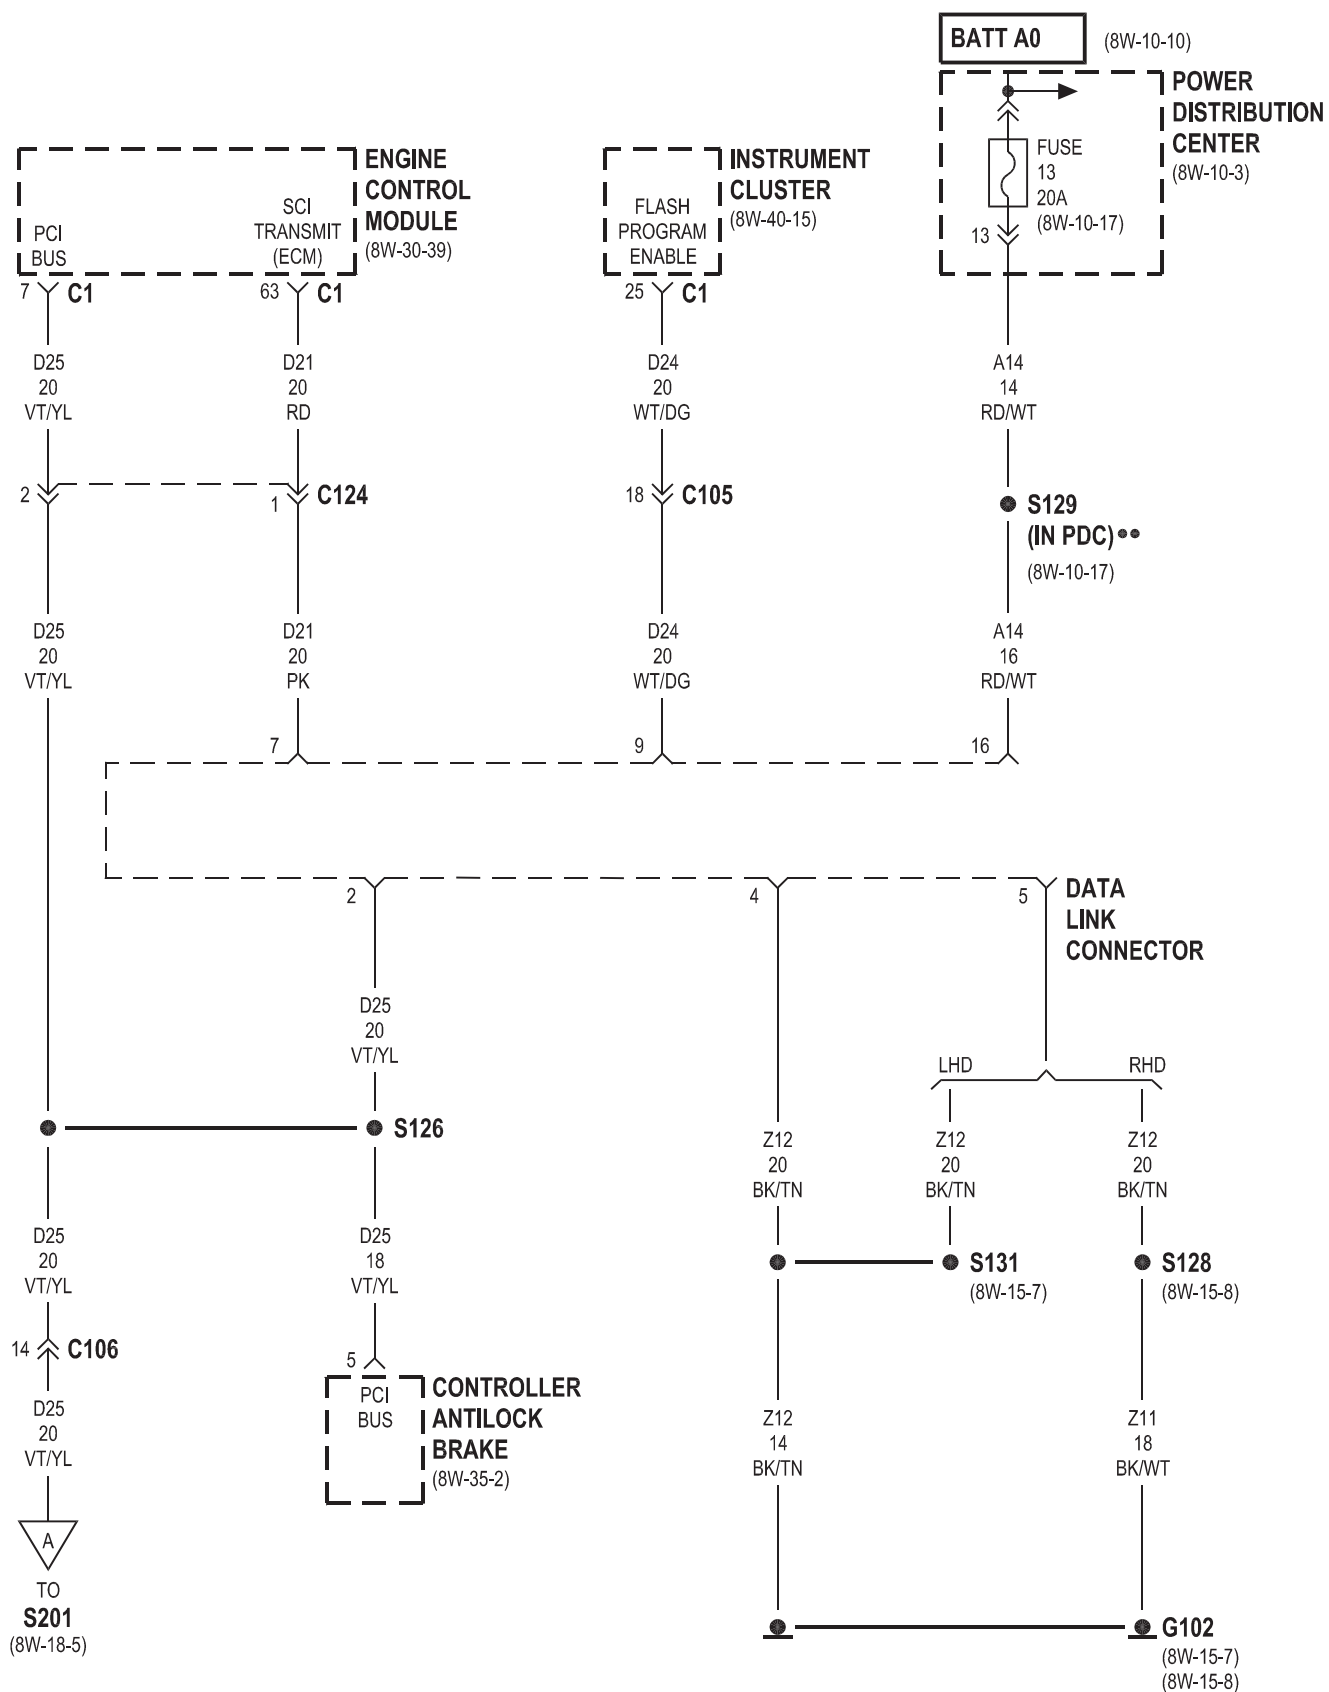 BATT A0
(8W-10-10)
POWER
DISTRIBUTION
CENTER
(8W-10-3)
FUSE
13
20A
(8W-10-17)
13
ENGINE
CONTROL
MODULE
(8W-30-39)
PCI
BUS
SCI
TRANSMIT
(ECM)
INSTRUMENT
CLUSTER
(8W-40-15)
FLASH
PROGRAM
ENABLE
7 C1
63 C1
25 C1
D25
20
VT/YL
D21
20
RD
D24
20
WT/DG
A14
14
RD/WT
2
1
C124
18 C105
S129
(IN PDC)••
(8W-10-17)
D25
20
VT/YL
D21
20
PK
D24
20
WT/DG
A14
16
RD/WT
7
9
16
2
4
5
DATA
LINK
CONNECTOR
D25
20
VT/YL
LHD
RHD
S126
Z12
20
BK/TN
Z12
20
BK/TN
Z12
20
BK/TN
D25
20
VT/YL
D25
18
VT/YL
S131
(8W-15-7)
S128
(8W-15-8)
14 C106
5
PCI
BUS
CONTROLLER
ANTILOCK
BRAKE
(8W-35-2)
D25
20
VT/YL
Z12
14
BK/TN
Z11
18
BK/WT
A
TO
S201
(8W-18-5)
G102
(8W-15-7)
(8W-15-8)